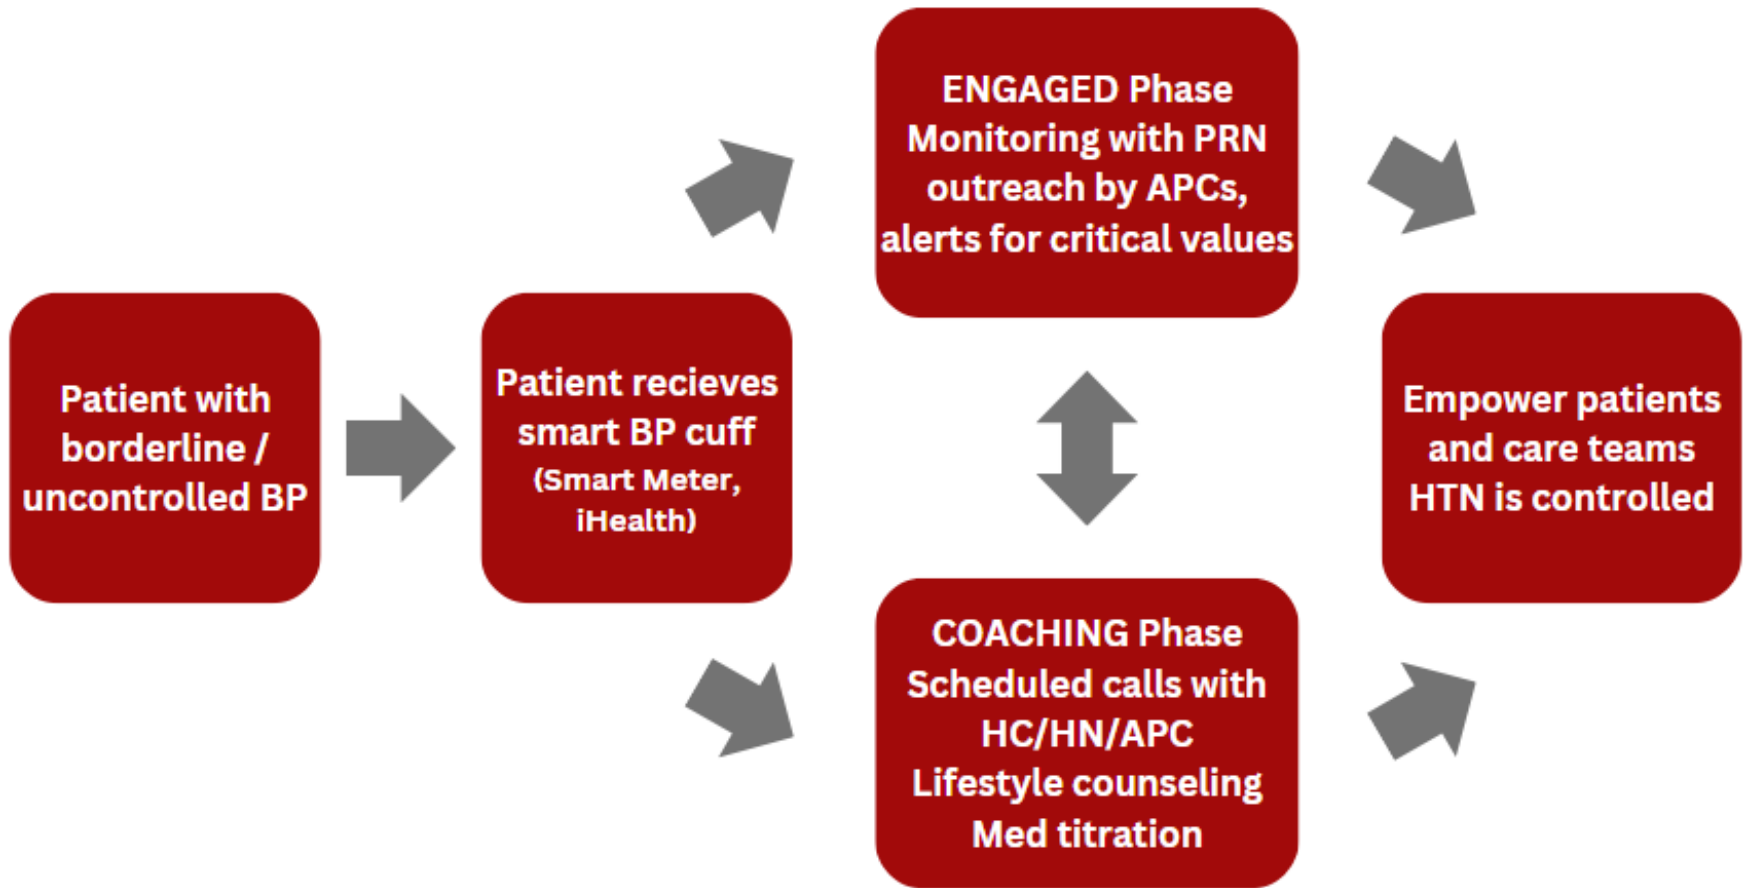 Patient with
borderline /
uncontrolled BP
Patient recieves
smart BP cuff
(Smart Meter,
iHealth)
ENGAGED Phase
Monitoring with PRN
outreach by APCs,
alerts for critical values
COACHING Phase
Scheduled calls with
HC/HN/APC
Lifestyle counseling
Med titration
Empower patients
and care teams
HTN is controlled